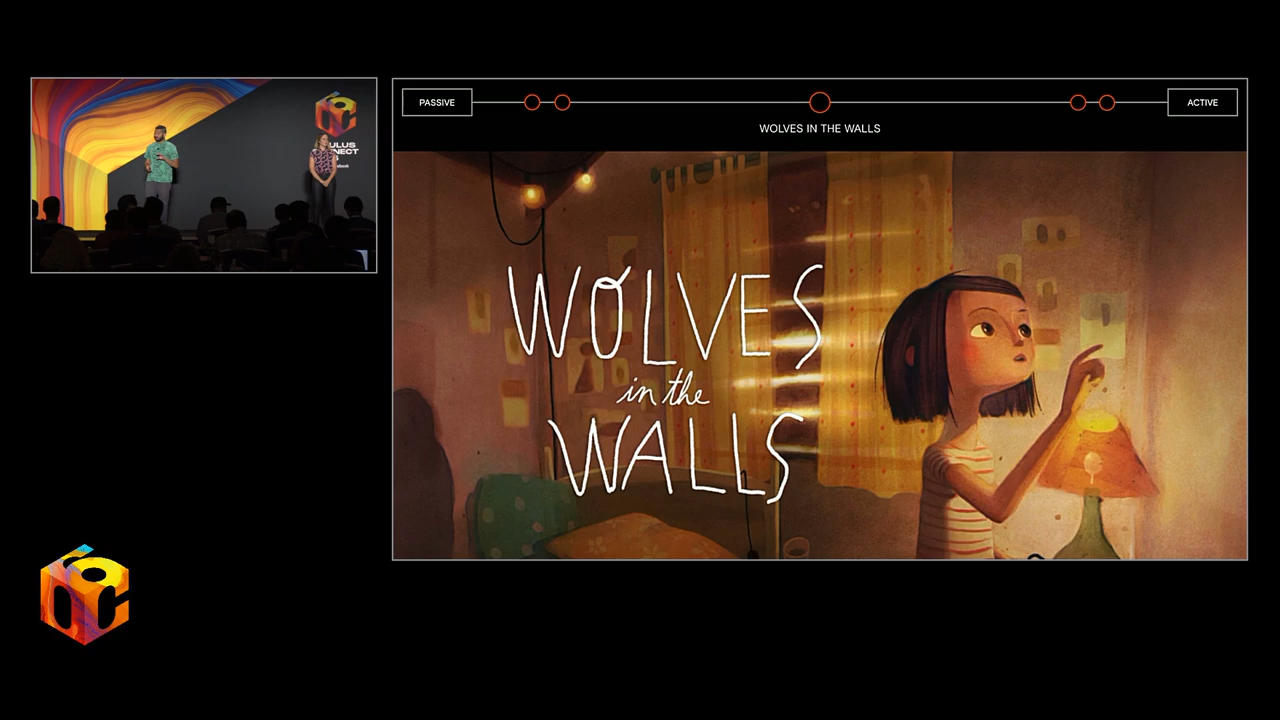 PASSIVE
ACTIVE
WOLVES IN THE WALLS
WOLVES
in the
WALLS